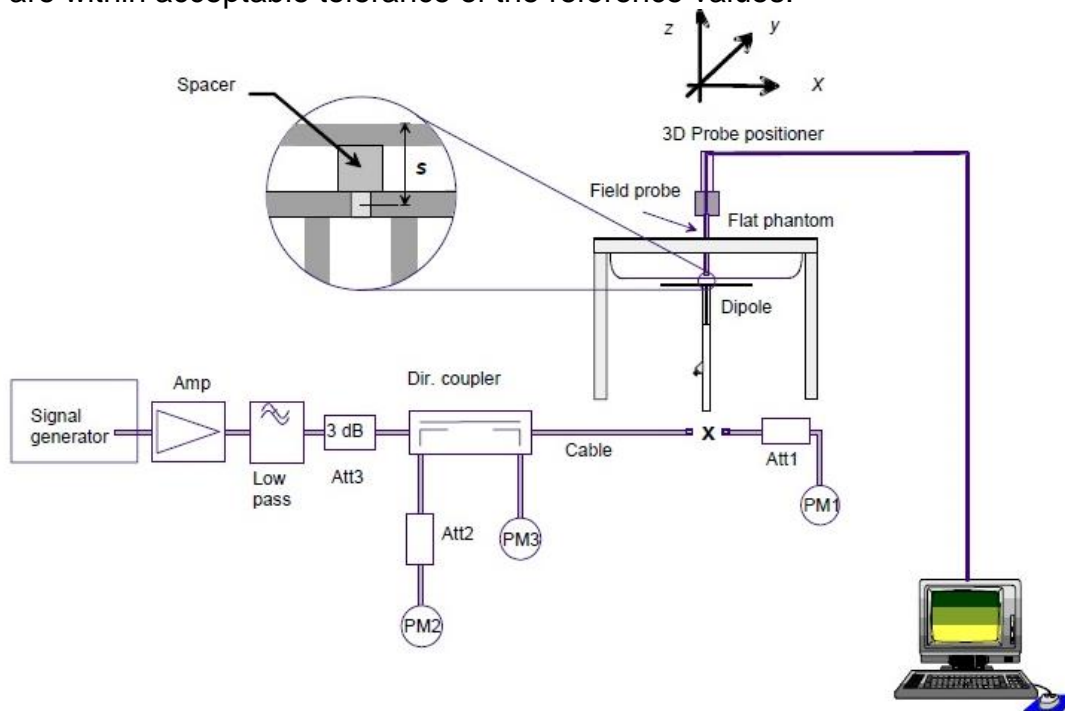 are within acceptable tolerance of the reference values.
z
y
X
Spacer
s
3D Probe positioner
Field probe
Flat phantom
Dipole
Signal
generator
Amp
Low
pass
3 dB
Att3
Dir. coupler
Cable
X
Att1
PM1
Att2
PM3
PM2